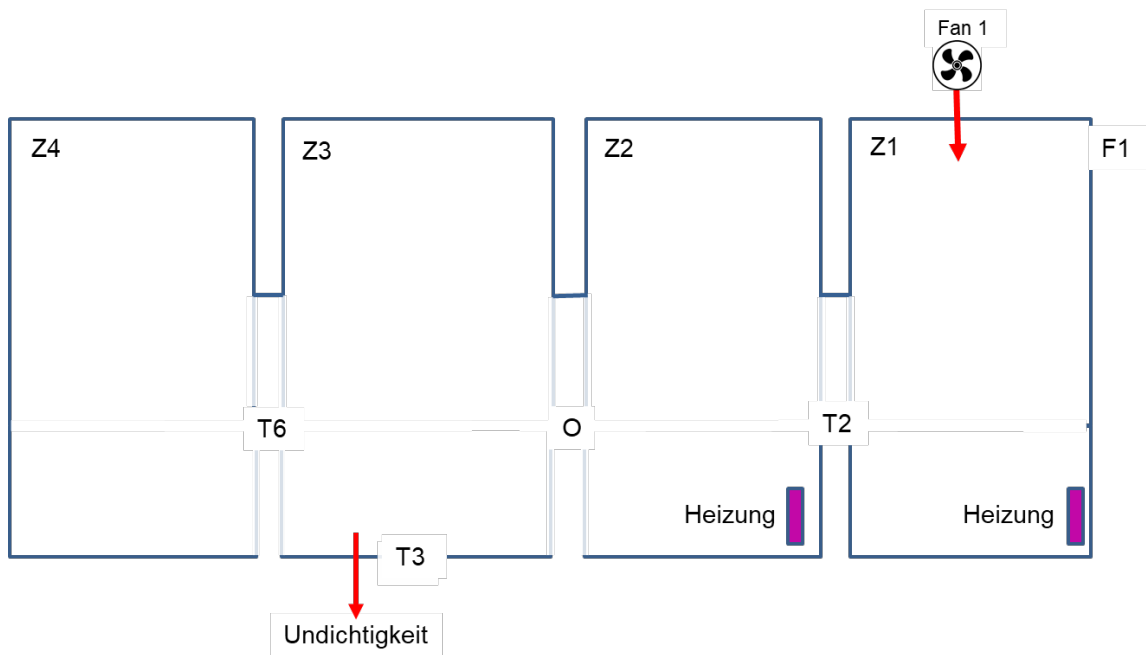 Fan 1
Z4
Z3
Z2
Z1
F1
T6
O
T2
Heizung
Heizung
T3
Undichtigkeit